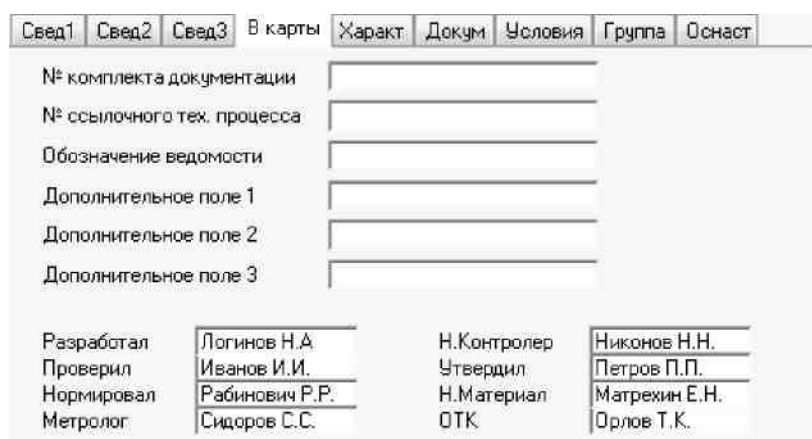 Свед1 Свед2 Свед3 В карты Характ Докум Условия Группа Оснаст
№ комплекта документации
№ ссылочного тех. процесса
Обозначение ведомости
Дополнительное поле 1
Дополнительное поле 2
Дополнительное поле 3
Разработал Логинов Н.А Н.Контролер Никонов Н.Н.
Проверил Иванов И.И. Утвердил Петров П.П.
Нормировал Рабинович Р.Р. Н.Материал Матрехин Е.Н.
Метролог Сидоров С.С. ОТК Орлов Т.К.